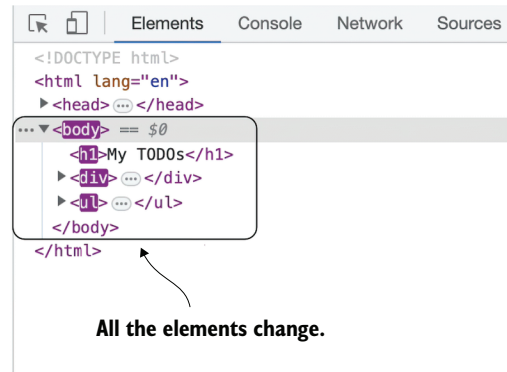 Elements Console Network Sources
<!DOCTYPE html>
<html lang="en">
▶<head> ••• </head>
••• ▼<body> == $0
<h1>My TODOs</h1>
▶<div> ••• </div>
▶<ul> ••• </ul>
</body>
</html>
All the elements change.